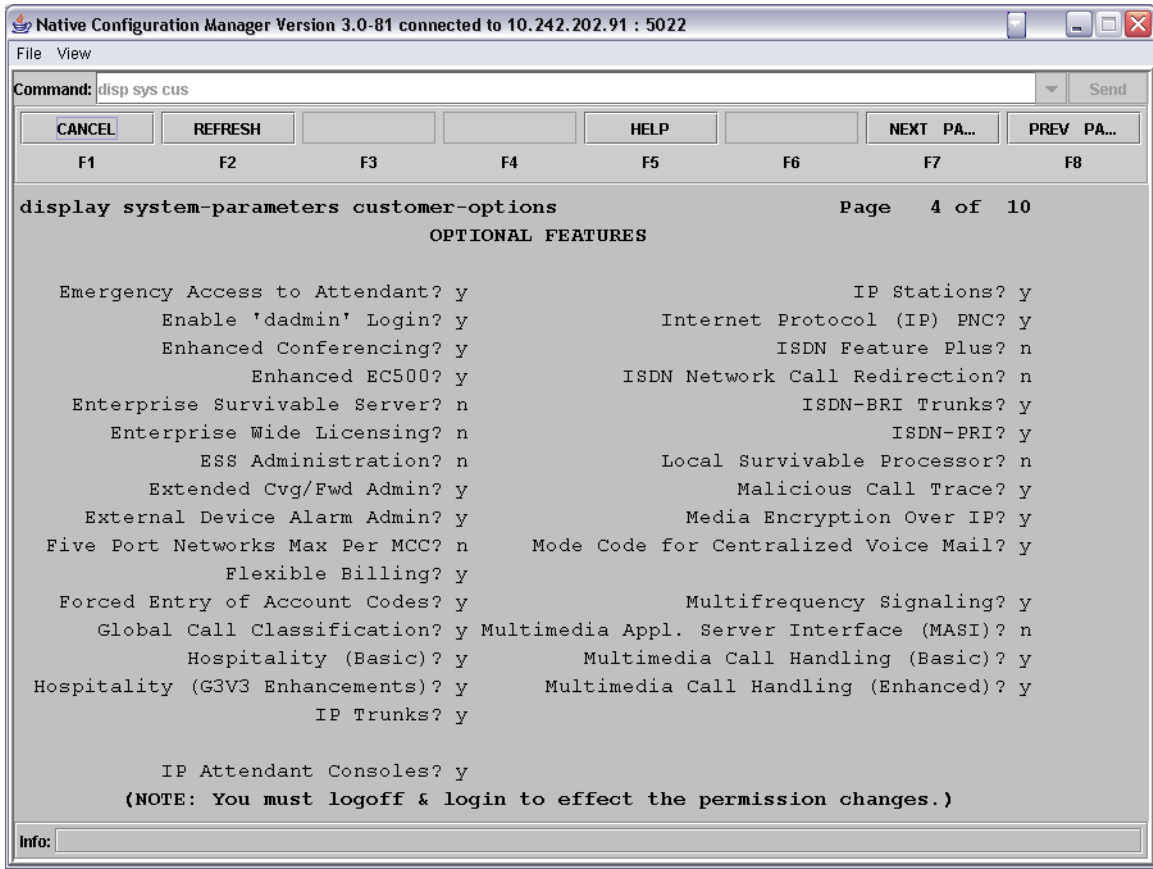 Native Configuration Manager Version 3.0-81 connected to 10.242.202.91 : 5022
File View
Command: disp sys cus Send
CANCEL REFRESH HELP NEXT PA... PREV PA...
F1 F2 F3 F4 F5 F6 F7 F8
display system-parameters customer-options Page 4 of 10
OPTIONAL FEATURES
Emergency Access to Attendant? y IP Stations? y
Enable 'dadmin' Login? y Internet Protocol (IP) PNC? y
Enhanced Conferencing? y ISDN Feature Plus? n
Enhanced EC500? y ISDN Network Call Redirection? n
Enterprise Survivable Server? n ISDN-BRI Trunks? y
Enterprise Wide Licensing? n ISDN-PRI? y
ESS Administration? n Local Survivable Processor? n
Extended Cvg/Fwd Admin? y Malicious Call Trace? y
External Device Alarm Admin? y Media Encryption Over IP? y
Five Port Networks Max Per MCC? n Mode Code for Centralized Voice Mail? y
Flexible Billing? y
Forced Entry of Account Codes? y Multifrequency Signaling? y
Global Call Classification? y Multimedia Appl. Server Interface (MASI)? n
Hospitality (Basic)? y Multimedia Call Handling (Basic)? y
Hospitality (G3V3 Enhancements)? y Multimedia Call Handling (Enhanced)? y
IP Trunks? y
IP Attendant Consoles? y
(NOTE: You must logoff & login to effect the permission changes.)
Info: